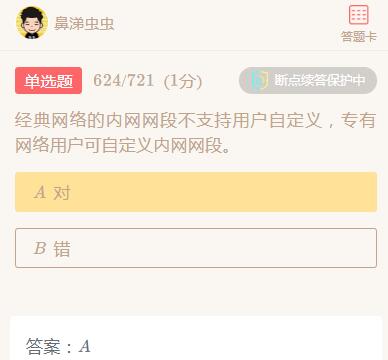 鼻涕虫虫
答题卡
单选题 624/721 (1分) 断点续答保护中
经典网络的内网网段不支持用户自定义，专有
网络用户可自定义内网网段。
A 对
B 错
答案：A